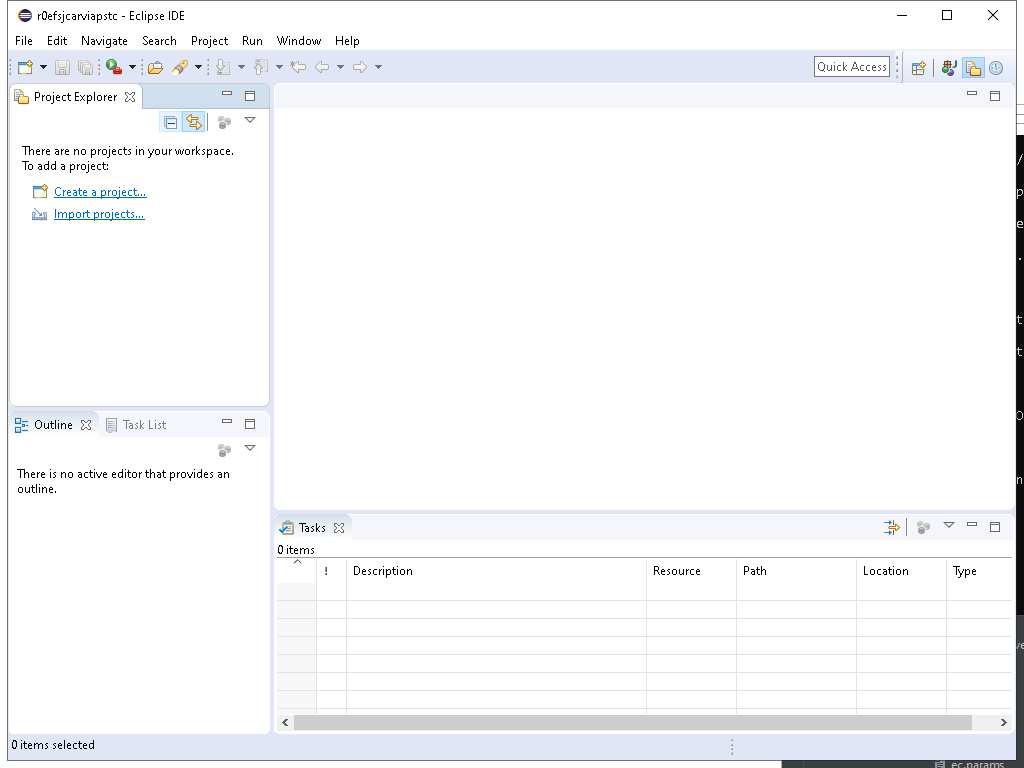 r0efsjcarviapstc - Eclipse IDE
File Edit Navigate Search Project Run Window Help
Quick Access
Project Explorer
There are no projects in your workspace.
To add a project:
Create a project...
Import projects...
Outline Task List
There is no active editor that provides an
outline.
Tasks
0 items
! Description Resource Path Location Type
0 items selected
ec.params